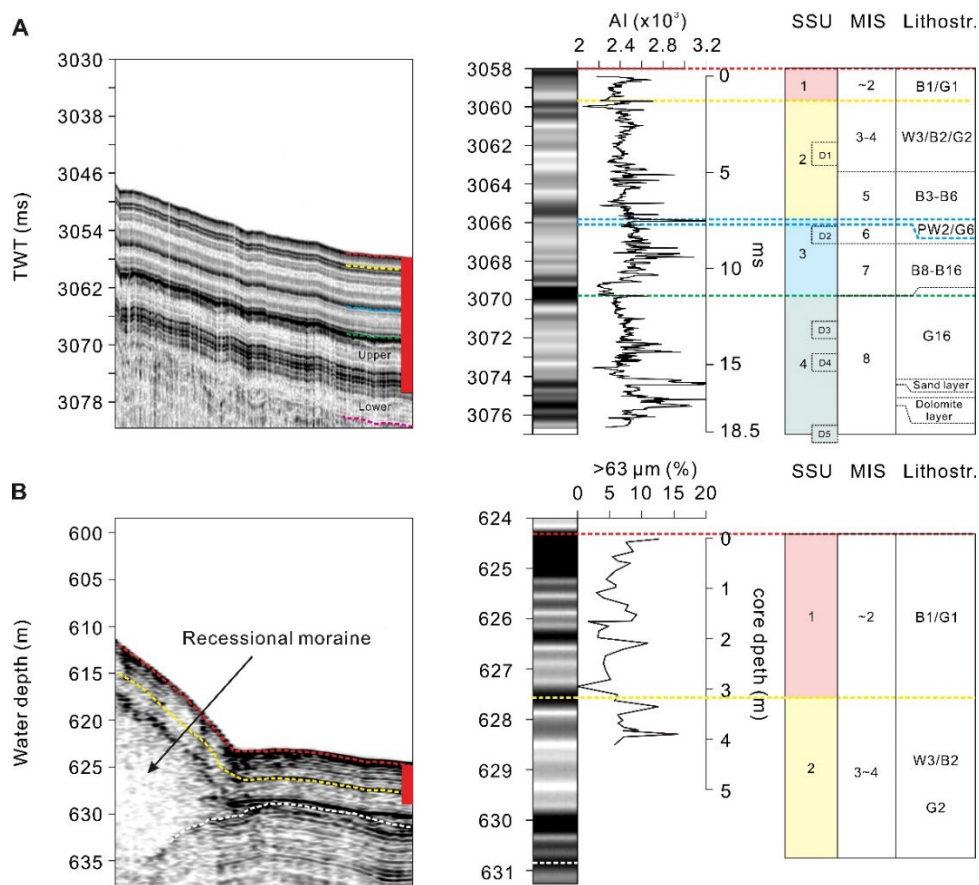 A
TWT (ms)
3030
3038
3046
3054
3062
3070
3078
Upper
Lower
AI (x10³)
2 2.4 2.8 3.2
3058
3060
3062
3064
3066
3068
3070
3072
3074
3076
0
5
10
15
18.5
ms
SSU MIS Lithostr.
1 ~2 B1/G1
2 D1 3-4 W3/B2/G2
5 B3-B6
D2 6 PW2/G6
3 7 B8-B16
D3
4 D4 8 G16
Sand layer
Dolomite
layer
D5
B
Water depth (m)
600
610
615
620
625
630
635
Recessional moraine
>63 µm (%)
0 5 10 15 20
624
625
626
627
628
629
630
631
0
1
2
3
4
5
core dpeth (m)
SSU MIS Lithostr.
1 ~2 B1/G1
2 3~4 W3/B2
G2